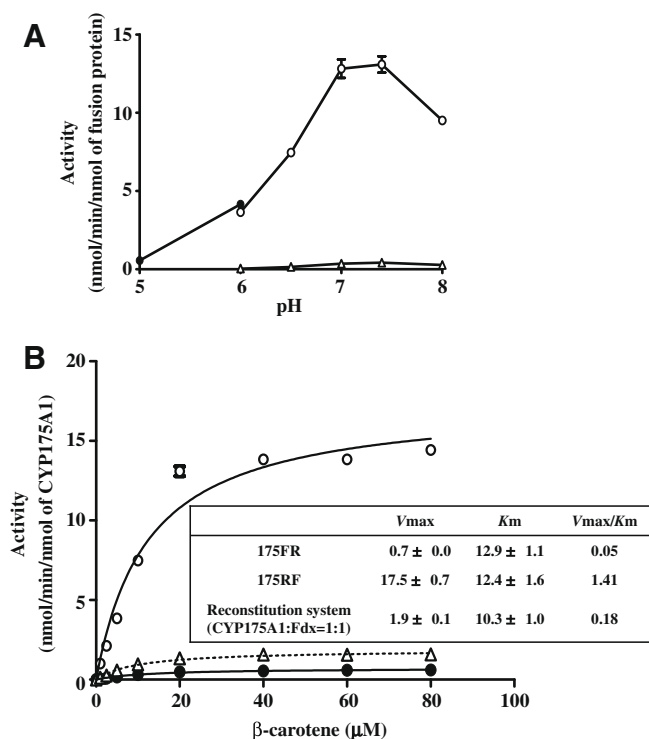 A
15
10
5
0
Activity
(nmol/min/nmol of fusion protein)
5 6 7 8
pH
B
20
15
10
5
0
Activity
(nmol/min/nmol of CYP175A1)
Vmax Km Vmax/Km
175FR 0.7 ± 0.0 12.9 ± 1.1 0.05
175RF 17.5 ± 0.7 12.4 ± 1.6 1.41
Reconstitution system
(CYP175A1:Fdx=1:1) 1.9 ± 0.1 10.3 ± 1.0 0.18
0 20 40 60 80 100
β-carotene (μM)